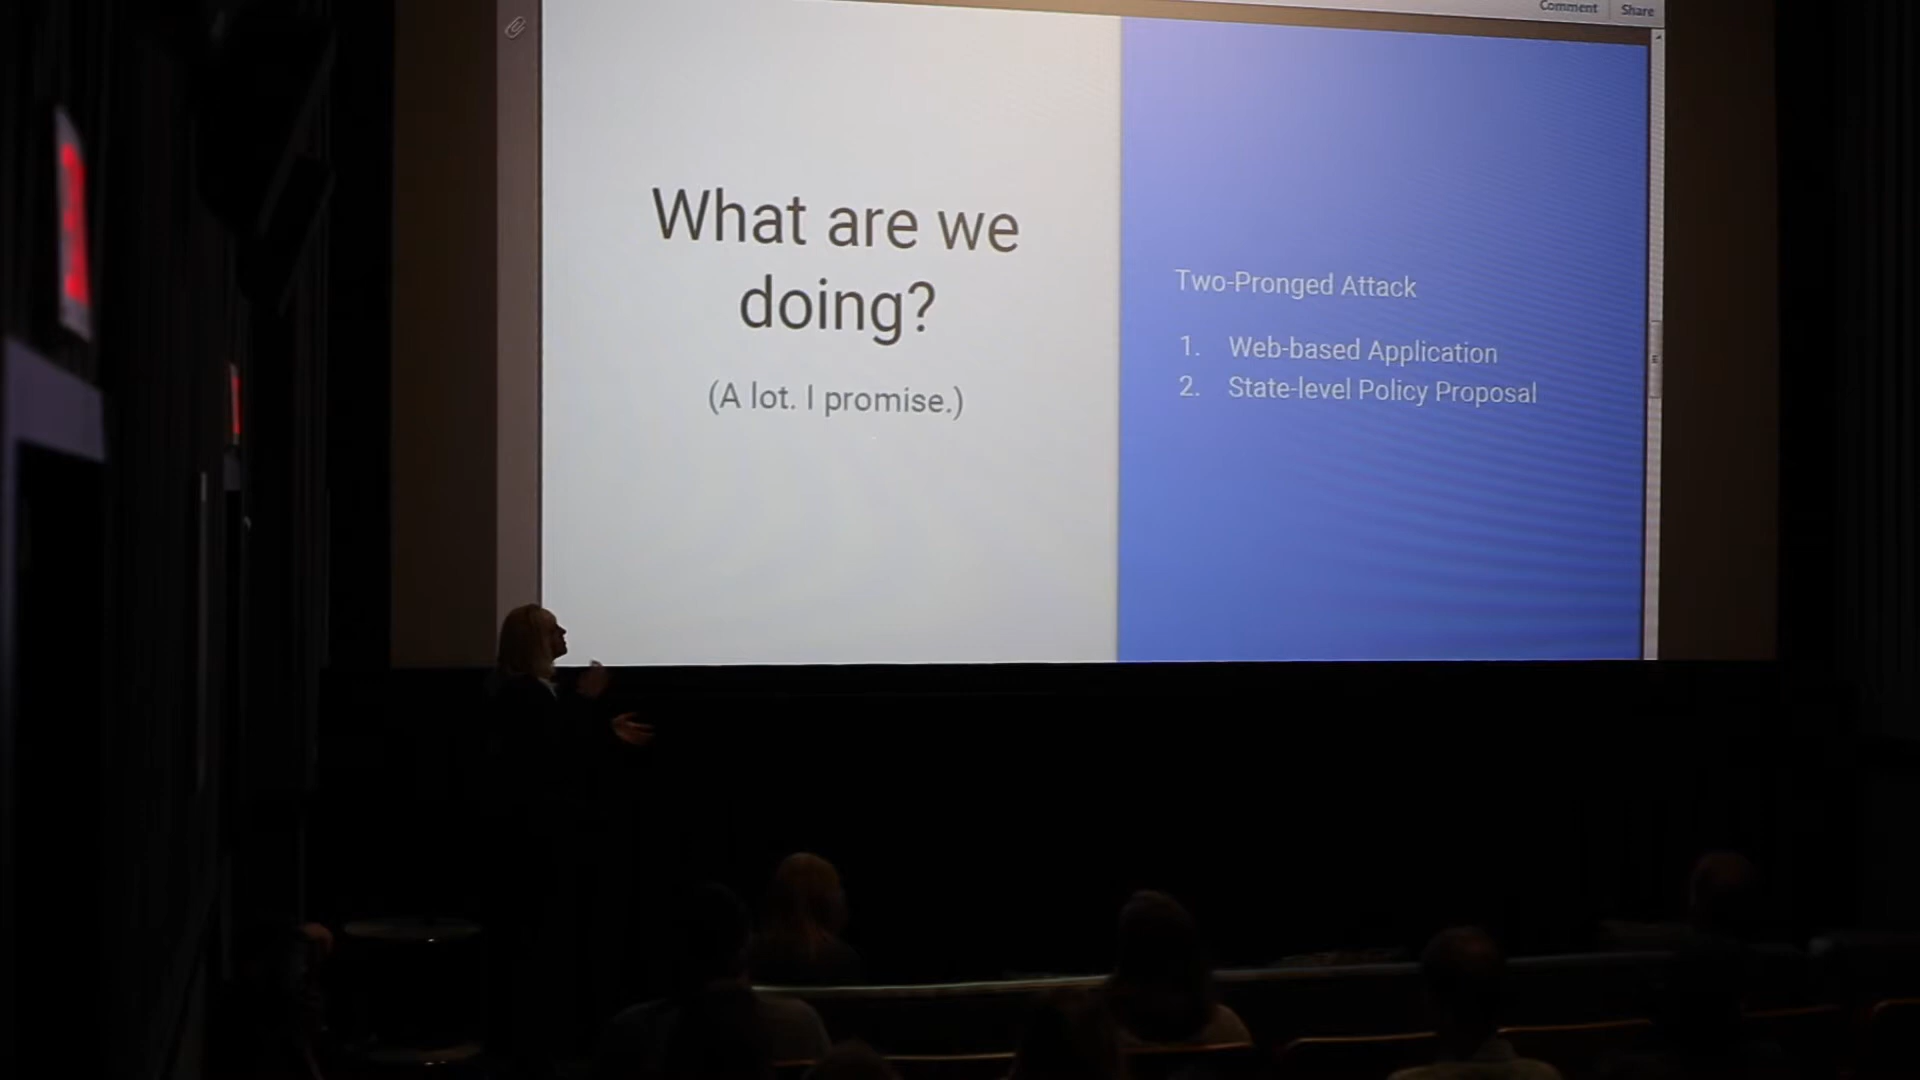 Comment Share
What are we
doing?
(A lot. I promise.)
Two-Pronged Attack
1. Web-based Application
2. State-level Policy Proposal